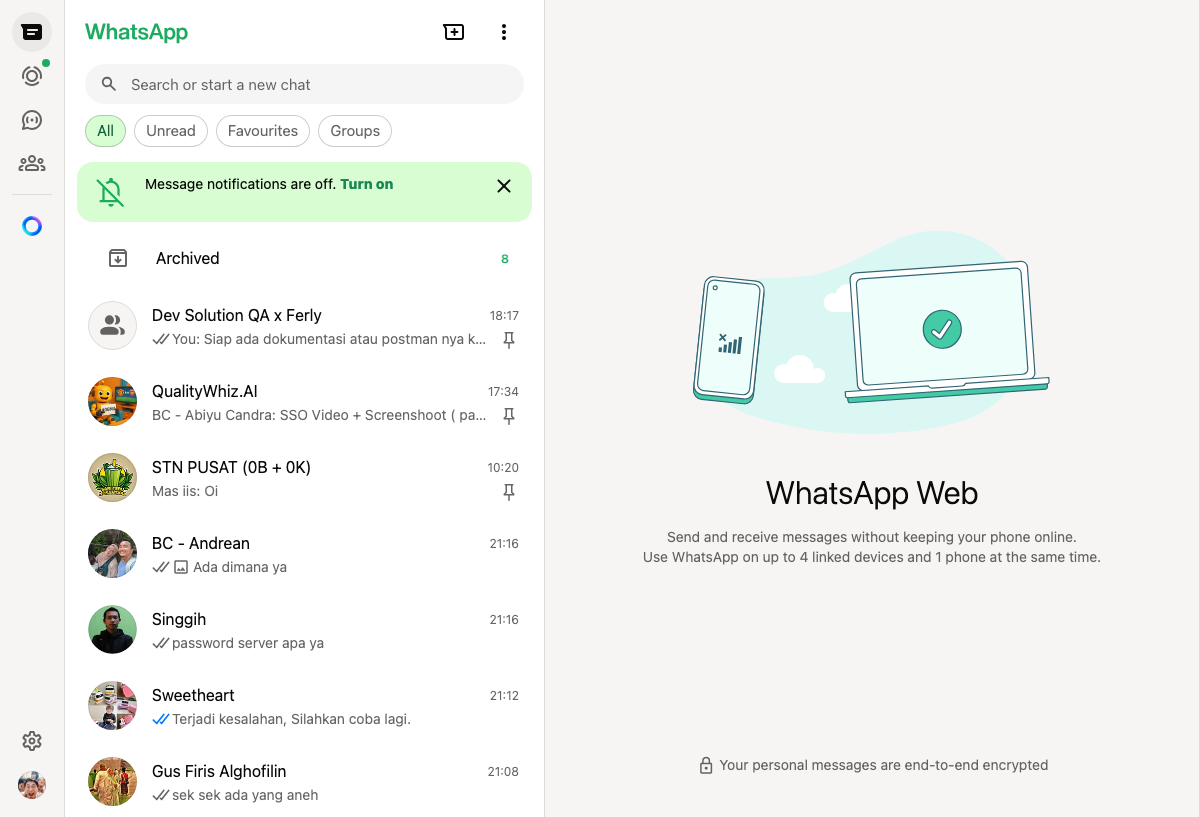 WhatsApp
Search or start a new chat
All
Unread
Favourites
Groups
Message notifications are off. Turn on
Archived
8
Dev Solution QA x Ferly
18:17
You: Siap ada dokumentasi atau postman nya k...
QualityWhiz.AI
17:34
BC - Abiyu Candra: SSO Video + Screenshoot ( pa...
STN PUSAT (0B + 0K)
10:20
Mas iis: Oi
BC - Andrean
21:16
Ada dimana ya
Singgih
21:16
password server apa ya
Sweetheart
21:12
Terjadi kesalahan, Silahkan coba lagi.
Gus Firis Alghofilin
21:08
sek sek ada yang aneh
WhatsApp Web
Send and receive messages without keeping your phone online.
Use WhatsApp on up to 4 linked devices and 1 phone at the same time.
Your personal messages are end-to-end encrypted